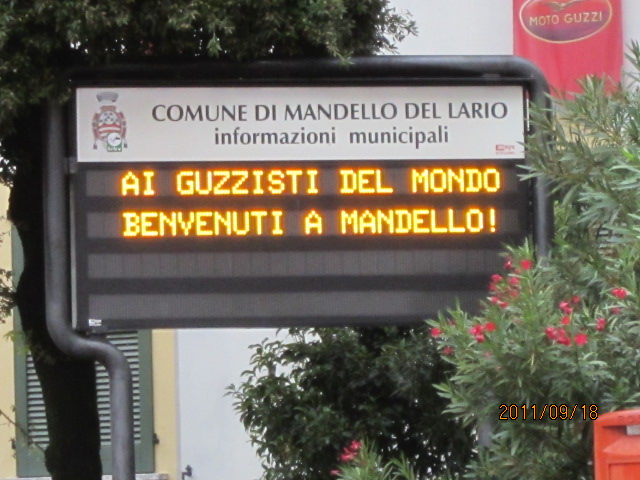 MOTO GUZZI
COMUNE DI MANDELLO DEL LARIO
informazioni municipali
AI GUZZISTI DEL MONDO
BENVENUTI A MANDELLO!
2011/09/18